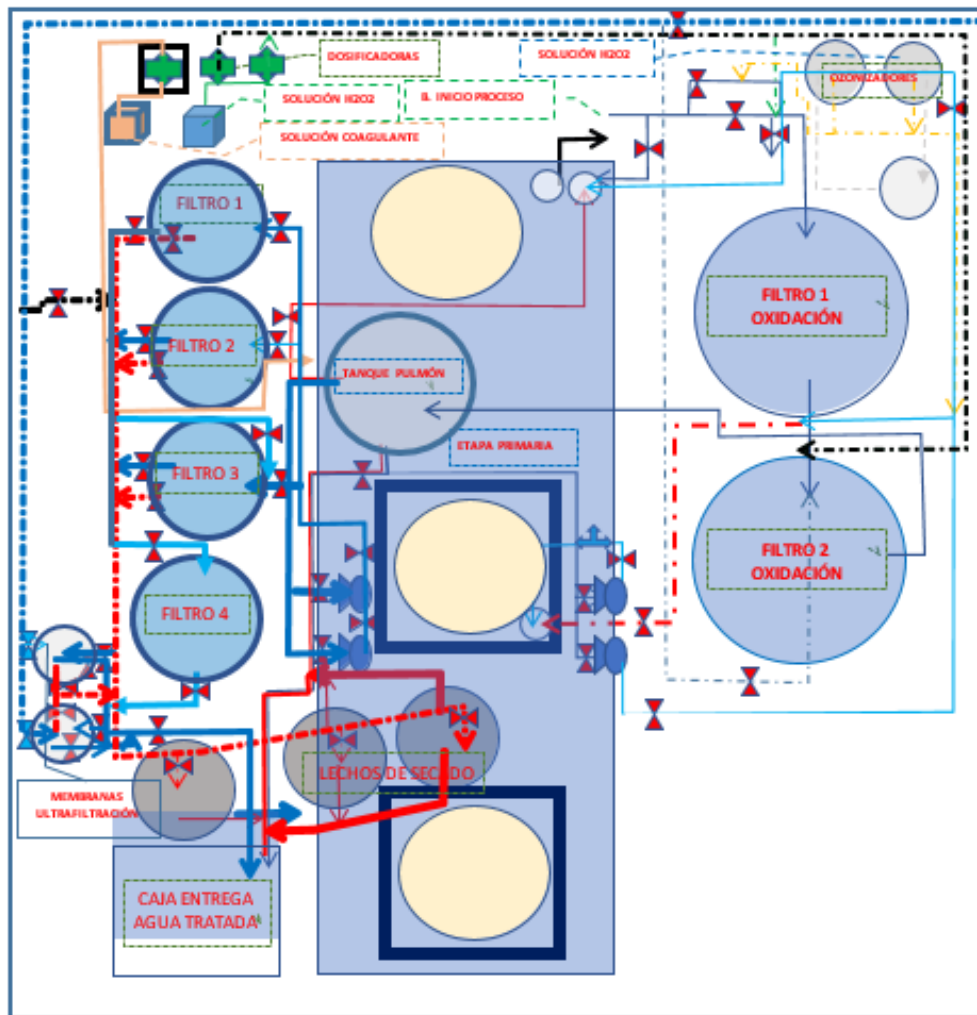 DOSIFICADORAS
SOLUCIÓN H2O2
OZONIZADORES
SOLUCIÓN H2O2
B. INICIO PROCESO
SOLUCIÓN COAGULANTE
FILTRO 1
FILTRO 1
OXIDACIÓN
FILTRO 2
TANQUE PULMÓN
ETAPA PRIMARIA
FILTRO 3
FILTRO 2
OXIDACIÓN
FILTRO 4
LECHOS DE SECADO
MEMBRANAS
ULTRAFILTRACIÓN
CAJA ENTREGA
AGUA TRATADA